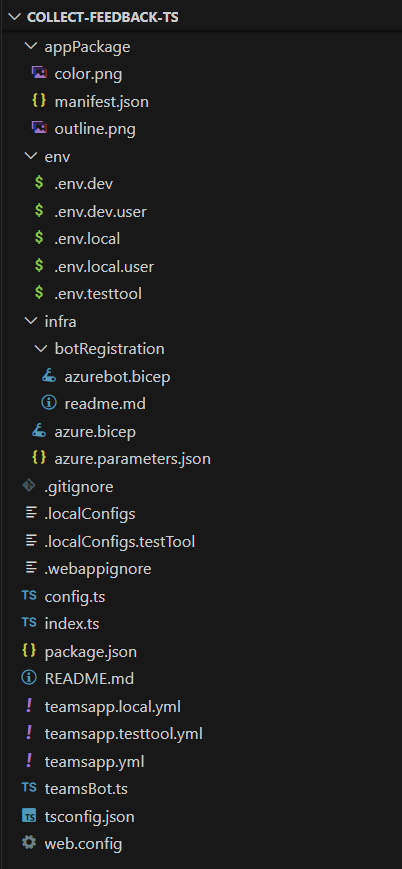 COLLECT-FEEDBACK-TS
appPackage
color.png
{} manifest.json
outline.png
env
$ .env.dev
$ .env.dev.user
$ .env.local
$ .env.local.user
$ .env.testtool
infra
botRegistration
azurebot.bicep
readme.md
azure.bicep
{} azure.parameters.json
.gitignore
.localConfigs
.localConfigs.testTool
.webappignore
TS config.ts
TS index.ts
{} package.json
README.md
! teamsapp.local.yml
! teamsapp.testtool.yml
! teamsapp.yml
TS teamsBot.ts
TS tsconfig.json
web.config